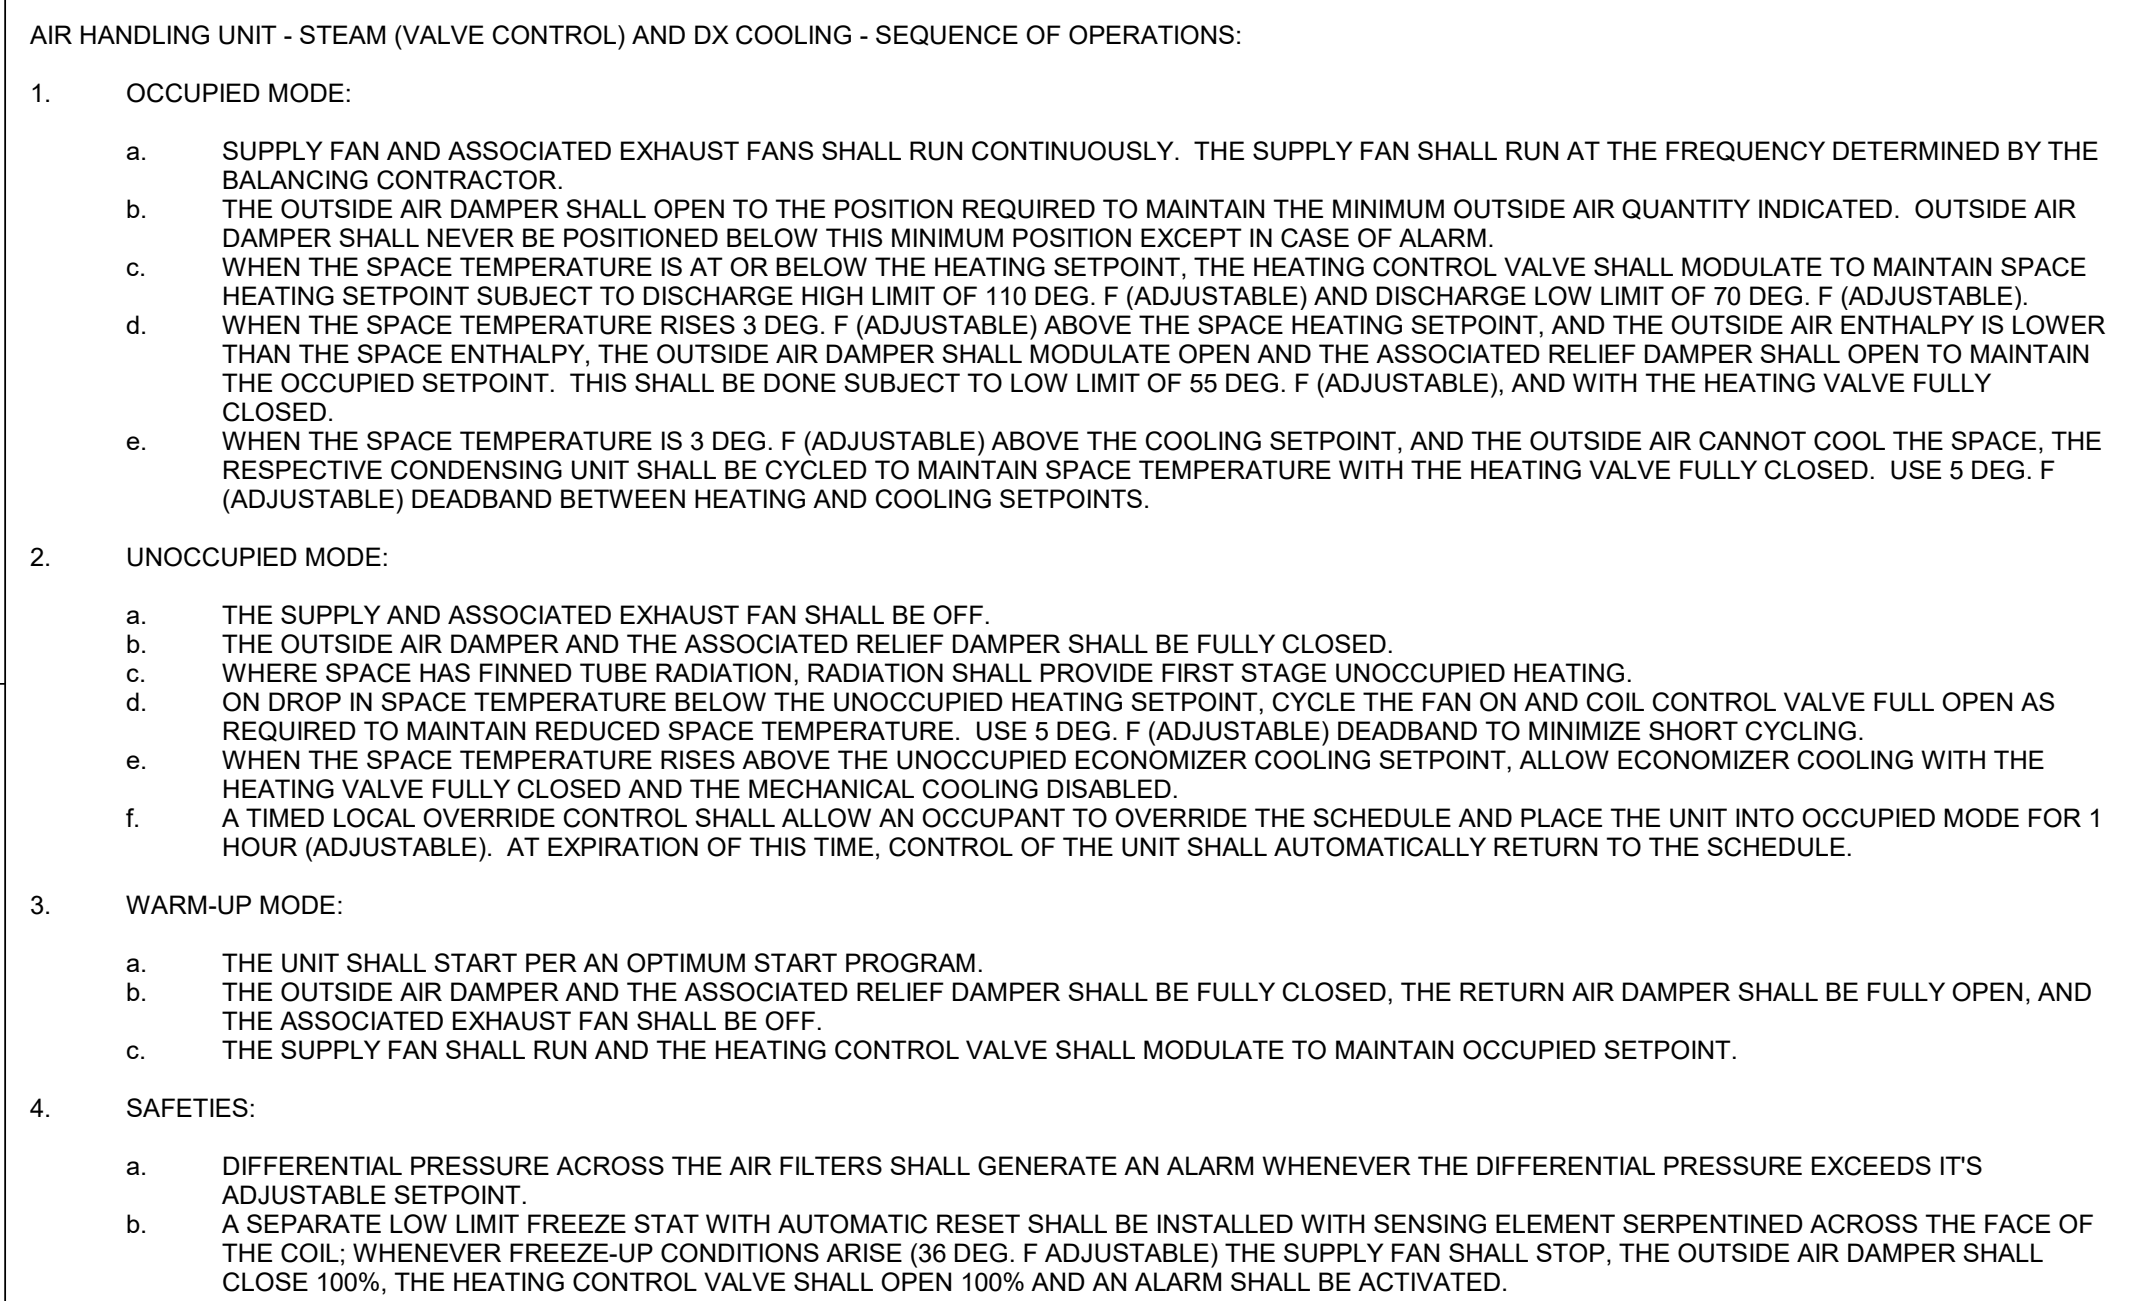 AIR HANDLING UNIT - STEAM (VALVE CONTROL) AND DX COOLING - SEQUENCE OF OPERATIONS:
1. OCCUPIED MODE:
a. SUPPLY FAN AND ASSOCIATED EXHAUST FANS SHALL RUN CONTINUOUSLY. THE SUPPLY FAN SHALL RUN AT THE FREQUENCY DETERMINED BY THE
BALANCING CONTRACTOR.
b. THE OUTSIDE AIR DAMPER SHALL OPEN TO THE POSITION REQUIRED TO MAINTAIN THE MINIMUM OUTSIDE AIR QUANTITY INDICATED. OUTSIDE AIR
DAMPER SHALL NEVER BE POSITIONED BELOW THIS MINIMUM POSITION EXCEPT IN CASE OF ALARM.
c. WHEN THE SPACE TEMPERATURE IS AT OR BELOW THE HEATING SETPOINT, THE HEATING CONTROL VALVE SHALL MODULATE TO MAINTAIN SPACE
HEATING SETPOINT SUBJECT TO DISCHARGE HIGH LIMIT OF 110 DEG. F (ADJUSTABLE) AND DISCHARGE LOW LIMIT OF 70 DEG. F (ADJUSTABLE).
d. WHEN THE SPACE TEMPERATURE RISES 3 DEG. F (ADJUSTABLE) ABOVE THE SPACE HEATING SETPOINT, AND THE OUTSIDE AIR ENTHALPY IS LOWER
THAN THE SPACE ENTHALPY, THE OUTSIDE AIR DAMPER SHALL MODULATE OPEN AND THE ASSOCIATED RELIEF DAMPER SHALL OPEN TO MAINTAIN
THE OCCUPIED SETPOINT. THIS SHALL BE DONE SUBJECT TO LOW LIMIT OF 55 DEG. F (ADJUSTABLE), AND WITH THE HEATING VALVE FULLY
CLOSED.
e. WHEN THE SPACE TEMPERATURE IS 3 DEG. F (ADJUSTABLE) ABOVE THE COOLING SETPOINT, AND THE OUTSIDE AIR CANNOT COOL THE SPACE, THE
RESPECTIVE CONDENSING UNIT SHALL BE CYCLED TO MAINTAIN SPACE TEMPERATURE WITH THE HEATING VALVE FULLY CLOSED. USE 5 DEG. F
(ADJUSTABLE) DEADBAND BETWEEN HEATING AND COOLING SETPOINTS.
2. UNOCCUPIED MODE:
a. THE SUPPLY AND ASSOCIATED EXHAUST FAN SHALL BE OFF.
b. THE OUTSIDE AIR DAMPER AND THE ASSOCIATED RELIEF DAMPER SHALL BE FULLY CLOSED.
c. WHERE SPACE HAS FINNED TUBE RADIATION, RADIATION SHALL PROVIDE FIRST STAGE UNOCCUPIED HEATING.
d. ON DROP IN SPACE TEMPERATURE BELOW THE UNOCCUPIED HEATING SETPOINT, CYCLE THE FAN ON AND COIL CONTROL VALVE FULL OPEN AS
REQUIRED TO MAINTAIN REDUCED SPACE TEMPERATURE. USE 5 DEG. F (ADJUSTABLE) DEADBAND TO MINIMIZE SHORT CYCLING.
e. WHEN THE SPACE TEMPERATURE RISES ABOVE THE UNOCCUPIED ECONOMIZER COOLING SETPOINT, ALLOW ECONOMIZER COOLING WITH THE
HEATING VALVE FULLY CLOSED AND THE MECHANICAL COOLING DISABLED.
f. A TIMED LOCAL OVERRIDE CONTROL SHALL ALLOW AN OCCUPANT TO OVERRIDE THE SCHEDULE AND PLACE THE UNIT INTO OCCUPIED MODE FOR 1
HOUR (ADJUSTABLE). AT EXPIRATION OF THIS TIME, CONTROL OF THE UNIT SHALL AUTOMATICALLY RETURN TO THE SCHEDULE.
3. WARM-UP MODE:
a. THE UNIT SHALL START PER AN OPTIMUM START PROGRAM.
b. THE OUTSIDE AIR DAMPER AND THE ASSOCIATED RELIEF DAMPER SHALL BE FULLY CLOSED, THE RETURN AIR DAMPER SHALL BE FULLY OPEN, AND
THE ASSOCIATED EXHAUST FAN SHALL BE OFF.
c. THE SUPPLY FAN SHALL RUN AND THE HEATING CONTROL VALVE SHALL MODULATE TO MAINTAIN OCCUPIED SETPOINT.
4. SAFETIES:
a. DIFFERENTIAL PRESSURE ACROSS THE AIR FILTERS SHALL GENERATE AN ALARM WHENEVER THE DIFFERENTIAL PRESSURE EXCEEDS IT'S
ADJUSTABLE SETPOINT.
b. A SEPARATE LOW LIMIT FREEZE STAT WITH AUTOMATIC RESET SHALL BE INSTALLED WITH SENSING ELEMENT SERPENTINED ACROSS THE FACE OF
THE COIL; WHENEVER FREEZE-UP CONDITIONS ARISE (36 DEG. F ADJUSTABLE) THE SUPPLY FAN SHALL STOP, THE OUTSIDE AIR DAMPER SHALL
CLOSE 100%, THE HEATING CONTROL VALVE SHALL OPEN 100% AND AN ALARM SHALL BE ACTIVATED.